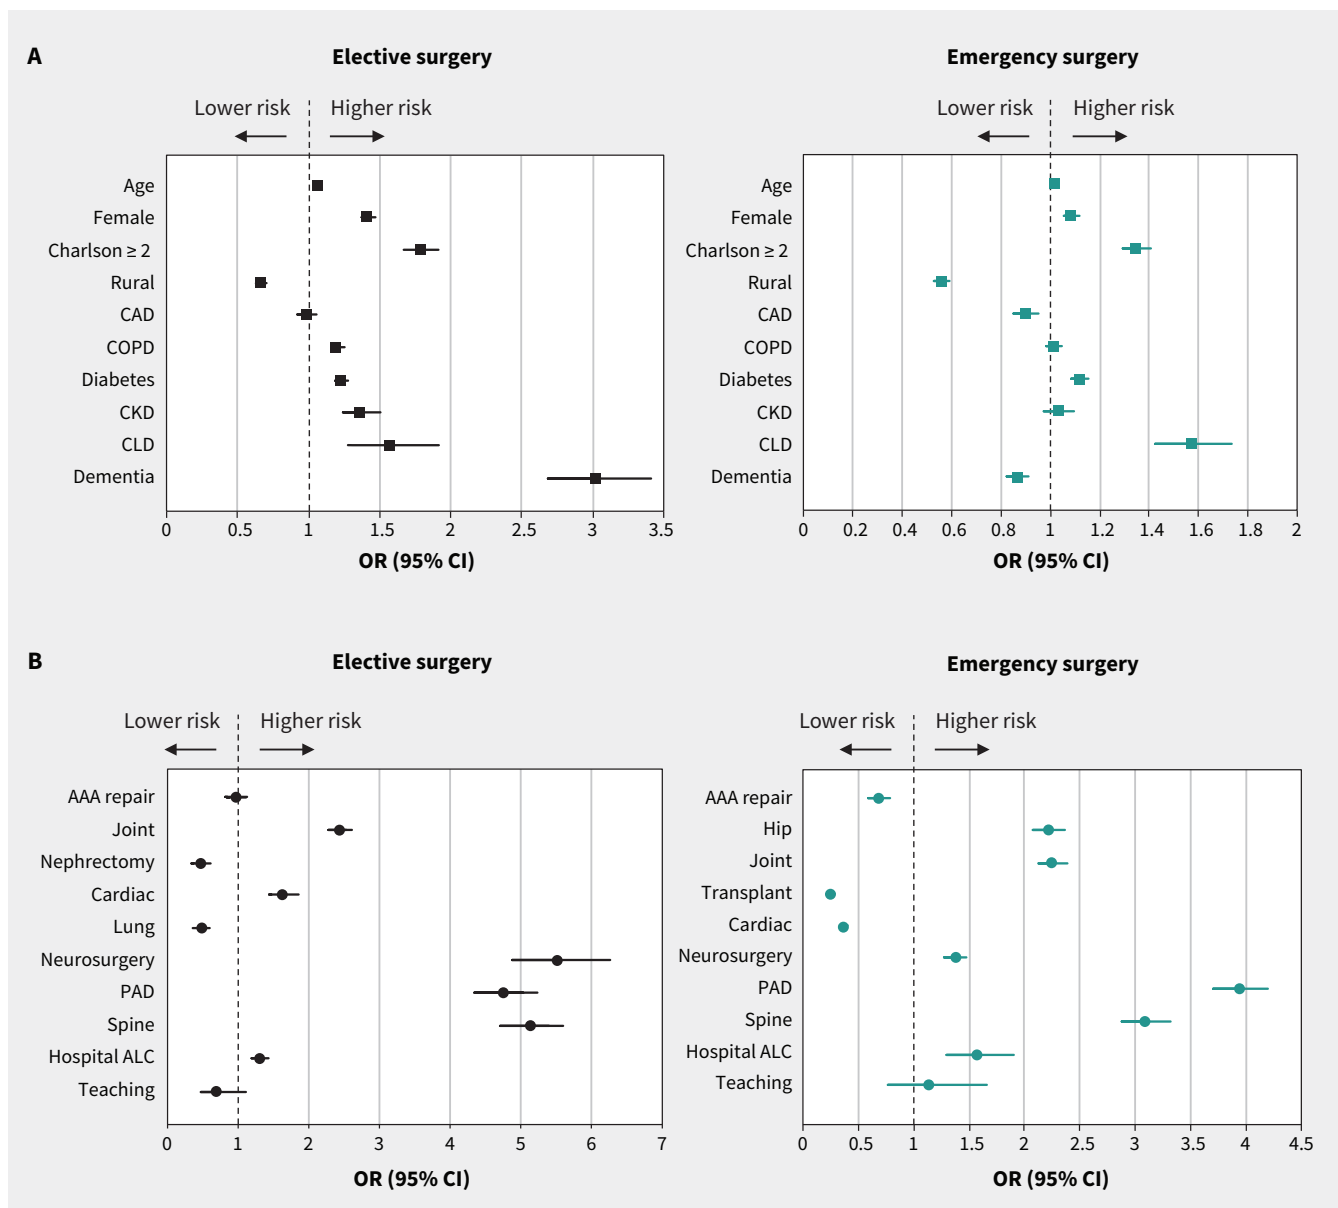 A
Elective surgery
Emergency surgery
Lower risk
Higher risk
Lower risk
Higher risk
Age
Female
Charlson ≥ 2
Rural
CAD
COPD
Diabetes
CKD
CLD
Dementia
0 0.5 1 1.5 2 2.5 3 3.5
OR (95% CI)
Age
Female
Charlson ≥ 2
Rural
CAD
COPD
Diabetes
CKD
CLD
Dementia
0 0.2 0.4 0.6 0.8 1 1.2 1.4 1.6 1.8 2
OR (95% CI)
B
Elective surgery
Emergency surgery
Lower risk
Higher risk
Lower risk
Higher risk
AAA repair
Joint
Nephrectomy
Cardiac
Lung
Neurosurgery
PAD
Spine
Hospital ALC
Teaching
0 1 2 3 4 5 6 7
OR (95% CI)
AAA repair
Hip
Joint
Transplant
Cardiac
Neurosurgery
PAD
Spine
Hospital ALC
Teaching
0 0.5 1 1.5 2 2.5 3 3.5 4 4.5
OR (95% CI)